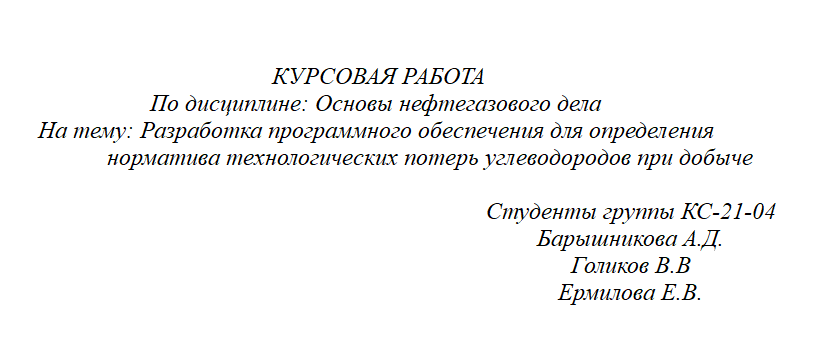 КУРСОВАЯ РАБОТА
По дисциплине: Основы нефтегазового дела
На тему: Разработка программного обеспечения для определения
норматива технологических потерь углеводородов при добыче
Студенты группы КС-21-04
Барышникова А.Д.
Голиков В.В
Ермилова Е.В.